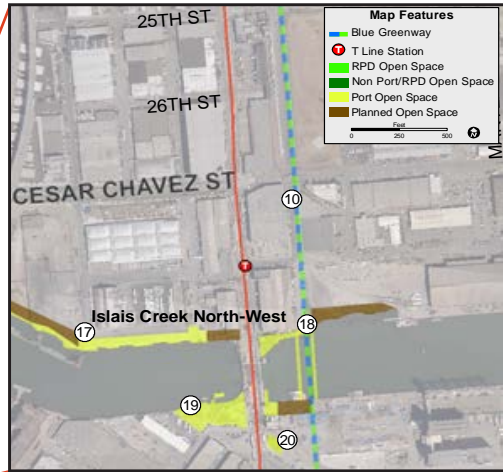 25TH ST
26TH ST
CESAR CHAVEZ ST
Map Features
Blue Greenway
T
T Line Station
RPD Open Space
Non Port/RPD Open Space
Port Open Space
Planned Open Space
Feet
0 250 500
N
10
T
Islais Creek North-West
17
18
19
20